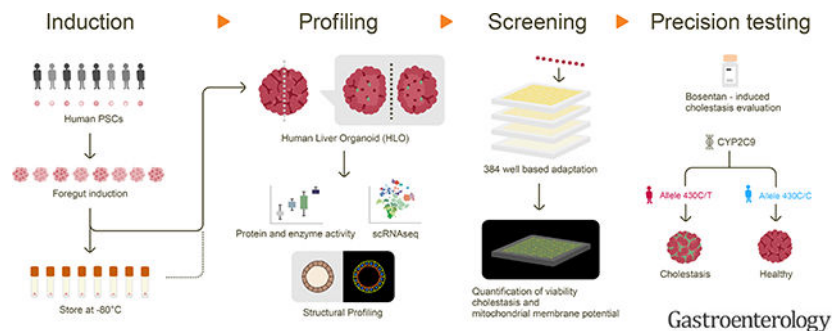 Induction
Profiling
Screening
Precision testing
Human PSCs
Foregut induction
Store at -80°C
Human Liver Organoid (HLO)
Protein and enzyme activity
scRNAseq
Structural Profiling
384 well based adaptation
Quantification of viability
cholestasis and
mitochondrial membrane potential
Bosentan - induced
cholestasis evaluation
CYP2C9
Allele 430C/T
Allele 430C/C
Cholestasis
Healthy
Gastroenterology